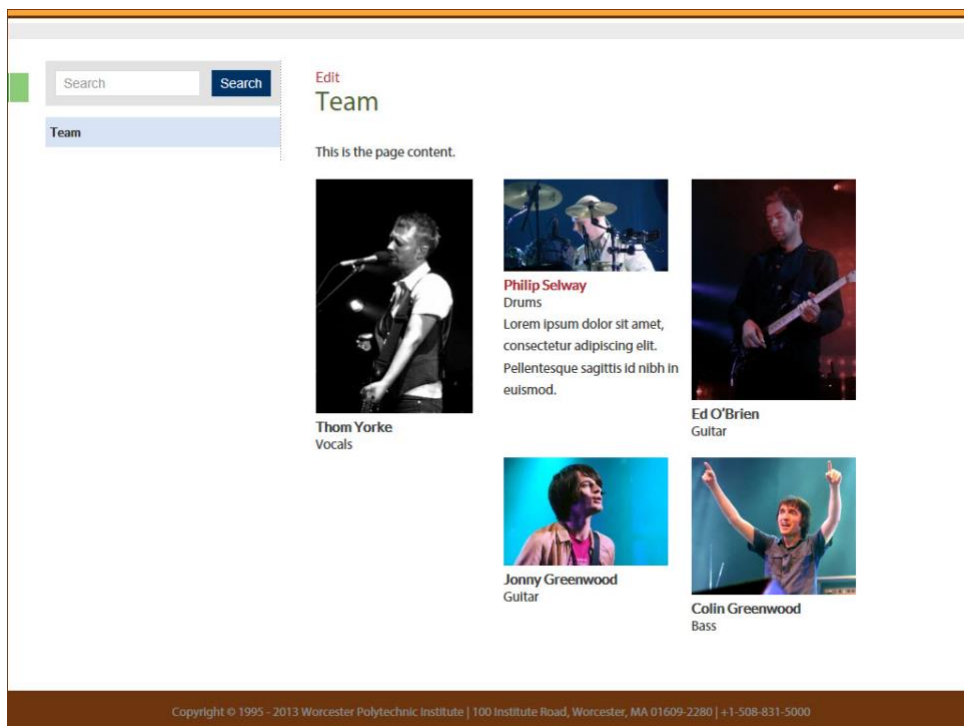 Search Search
Team
Edit
Team
This is the page content.
Thom Yorke
Vocals
Philip Selway
Drums
Lorem ipsum dolor sit amet,
consectetur adipiscing elit.
Pellentesque sagittis id nibh in
euismod.
Ed O'Brien
Guitar
Jonny Greenwood
Guitar
Colin Greenwood
Bass
Copyright © 1995 - 2013 Worcester Polytechnic Institute | 100 Institute Road, Worcester, MA 01609-2280 | +1-508-831-5000